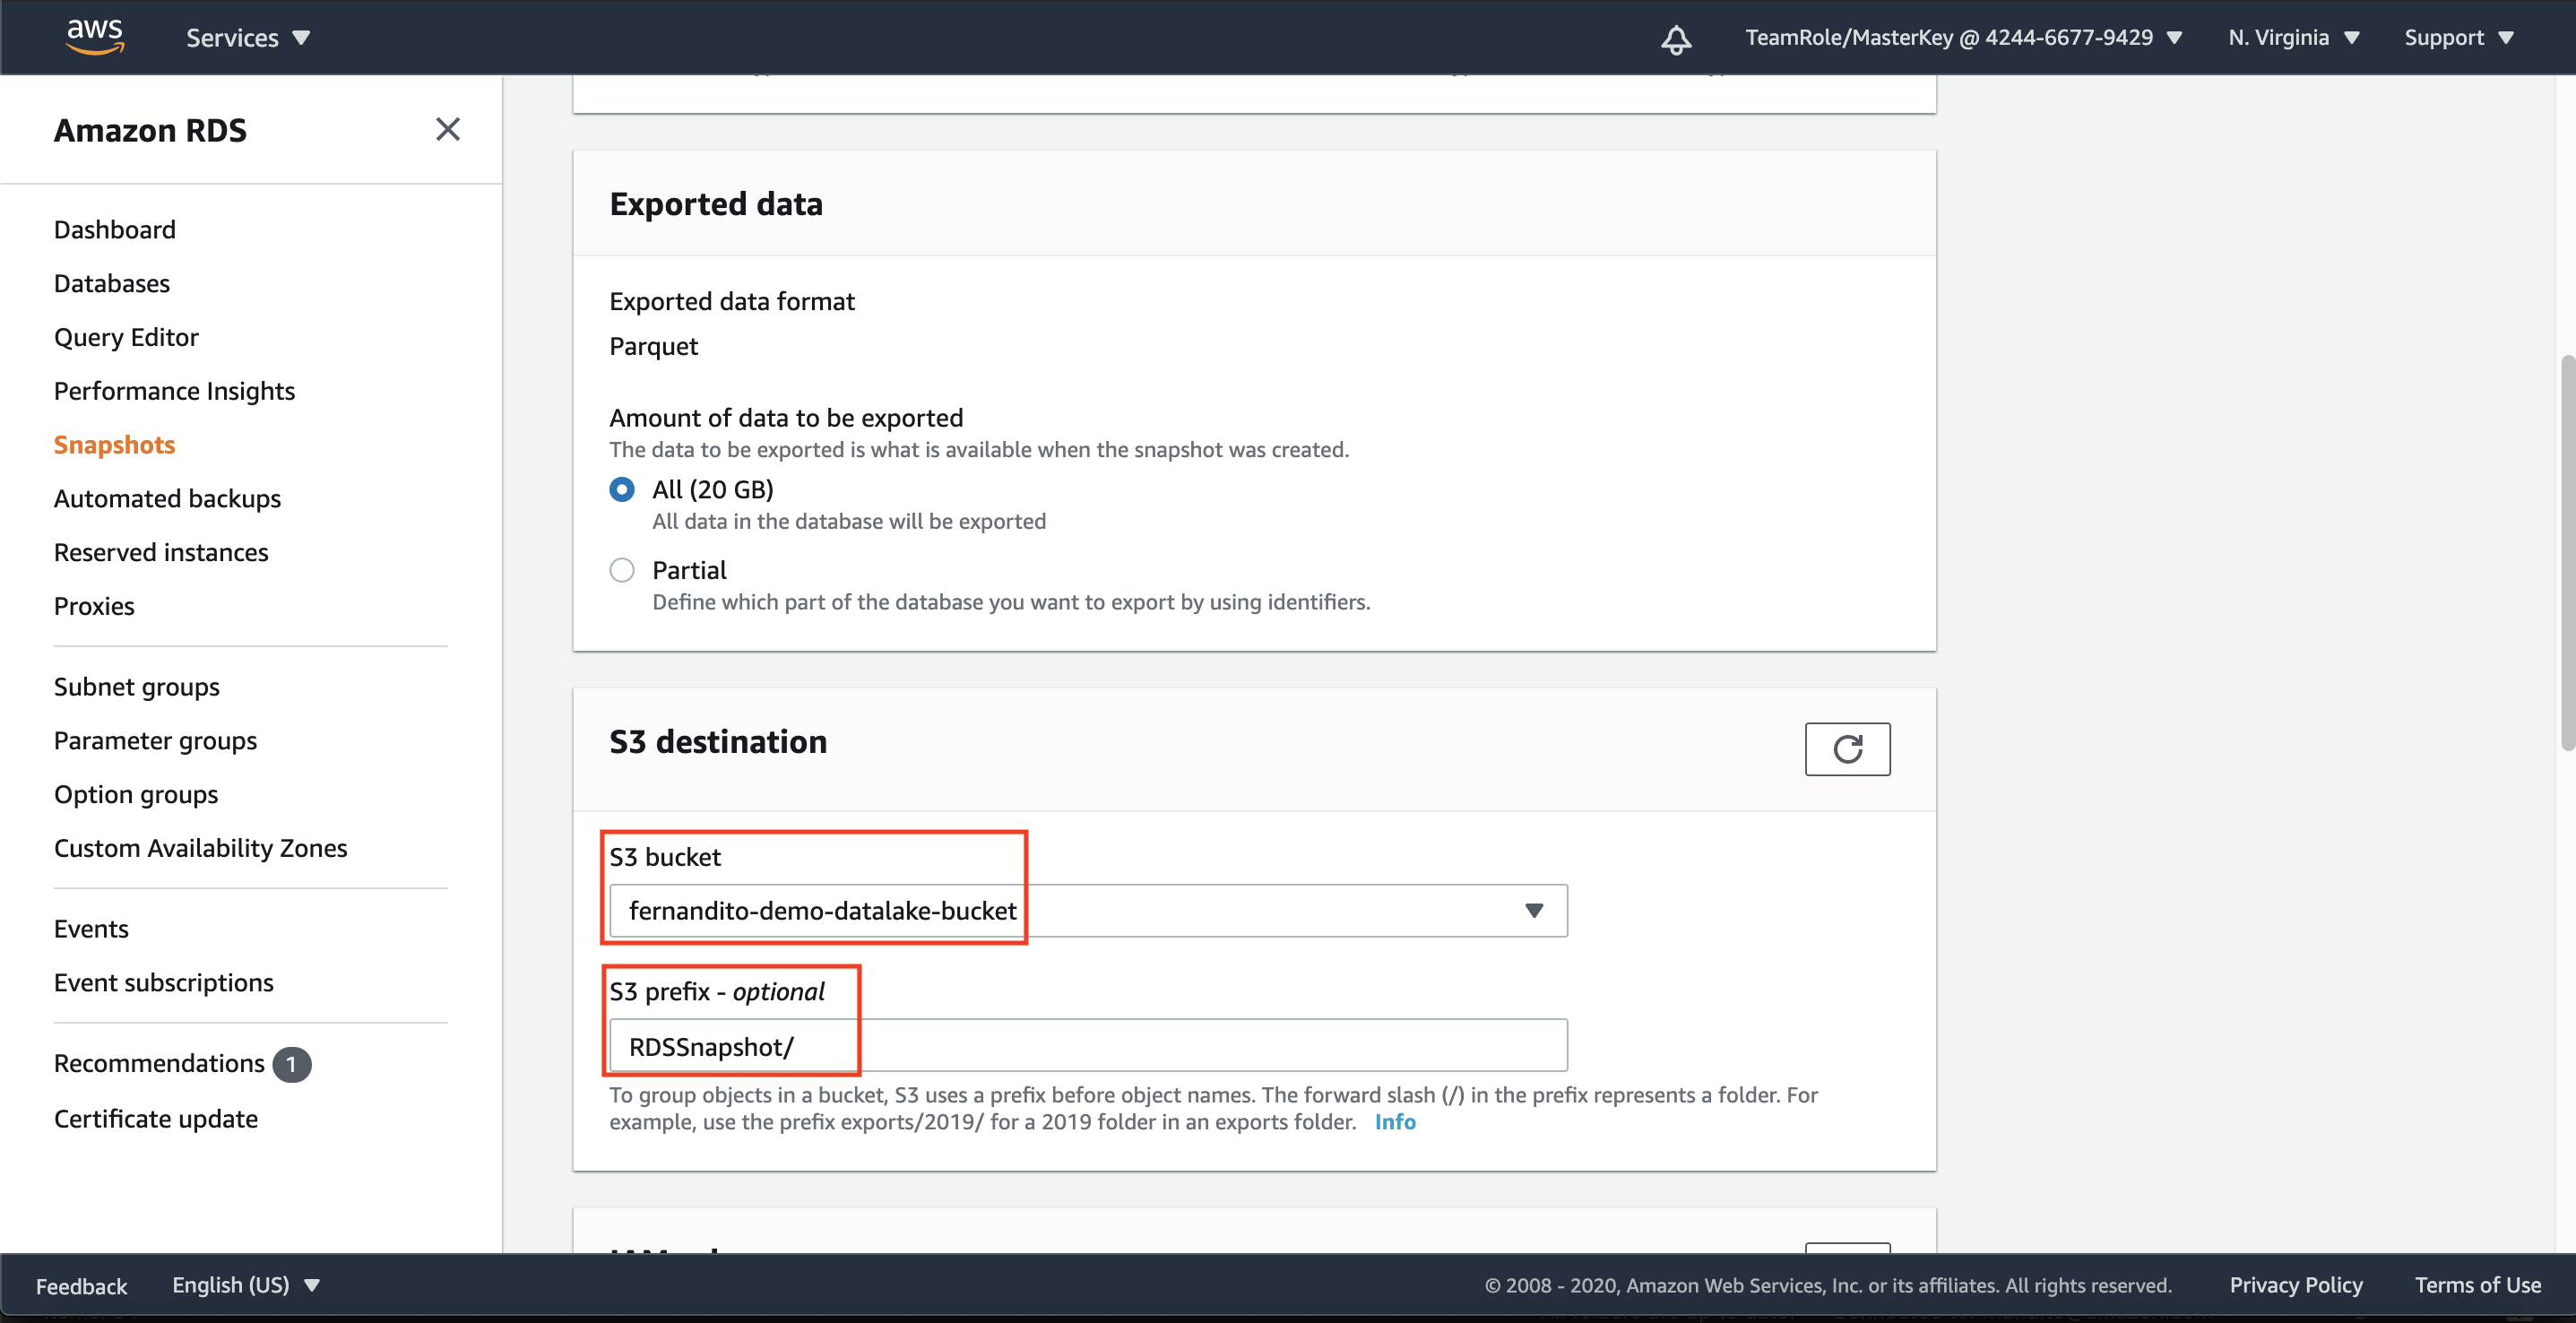 aws
Services
TeamRole/MasterKey @ 4244-6677-9429
N. Virginia
Support
Amazon RDS
Dashboard
Databases
Query Editor
Performance Insights
Snapshots
Automated backups
Reserved instances
Proxies
Subnet groups
Parameter groups
Option groups
Custom Availability Zones
Events
Event subscriptions
Recommendations 1
Certificate update
Exported data
Exported data format
Parquet
Amount of data to be exported
The data to be exported is what is available when the snapshot was created.
All (20 GB)
All data in the database will be exported
Partial
Define which part of the database you want to export by using identifiers.
S3 destination
S3 bucket
fernandito-demo-datalake-bucket
S3 prefix - optional
RDSSnapshot/
To group objects in a bucket, S3 uses a prefix before object names. The forward slash (/) in the prefix represents a folder. For
example, use the prefix exports/2019/ for a 2019 folder in an exports folder. Info
Feedback
English (US)
© 2008 - 2020, Amazon Web Services, Inc. or its affiliates. All rights reserved.
Privacy Policy
Terms of Use